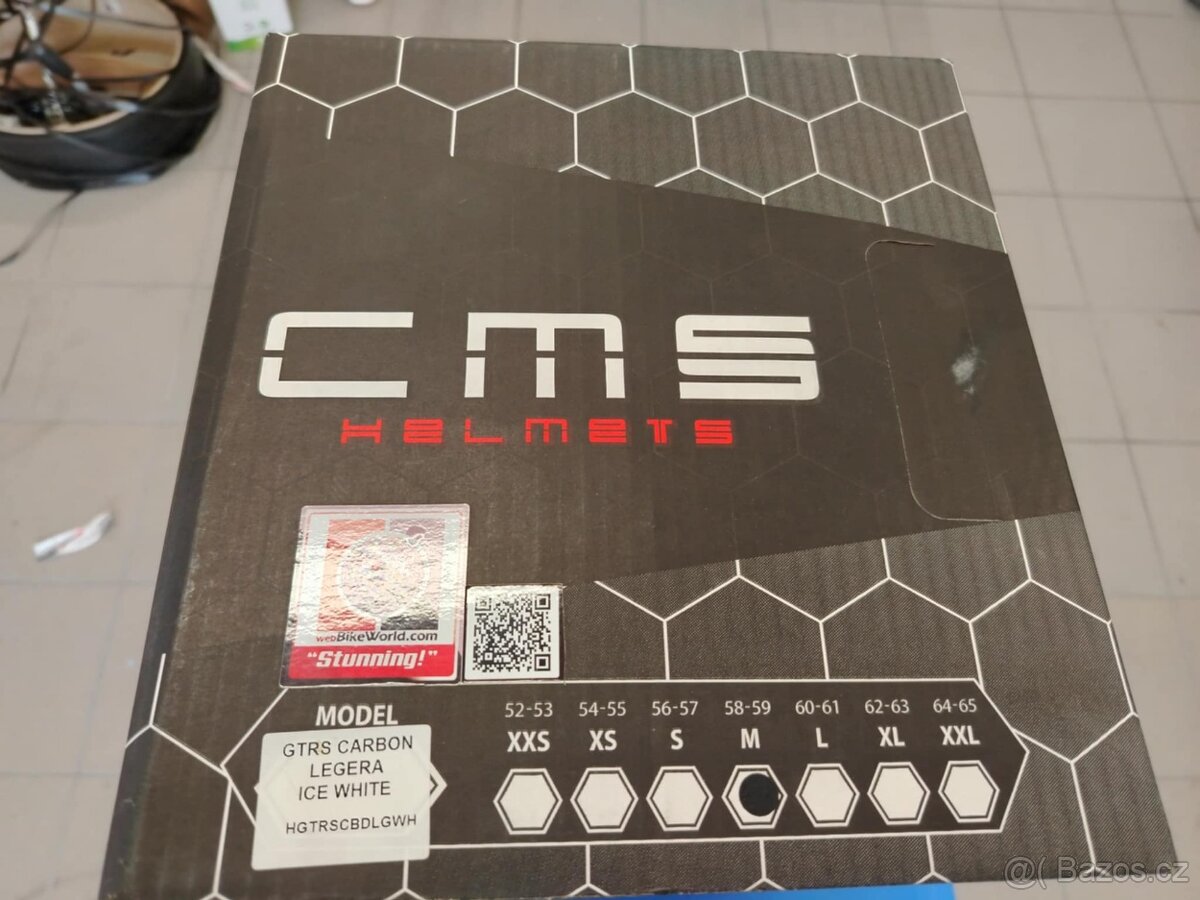 CMS
HELMETS
webBikeWorld.com
"Stunning!"
MODEL
GTRS CARBON
LEGERA
ICE WHITE
HGTRSCBDLGWH
52-53 54-55 56-57 58-59 60-61 62-63 64-65
XXS XS S M L XL XXL
@( Bazos.cz